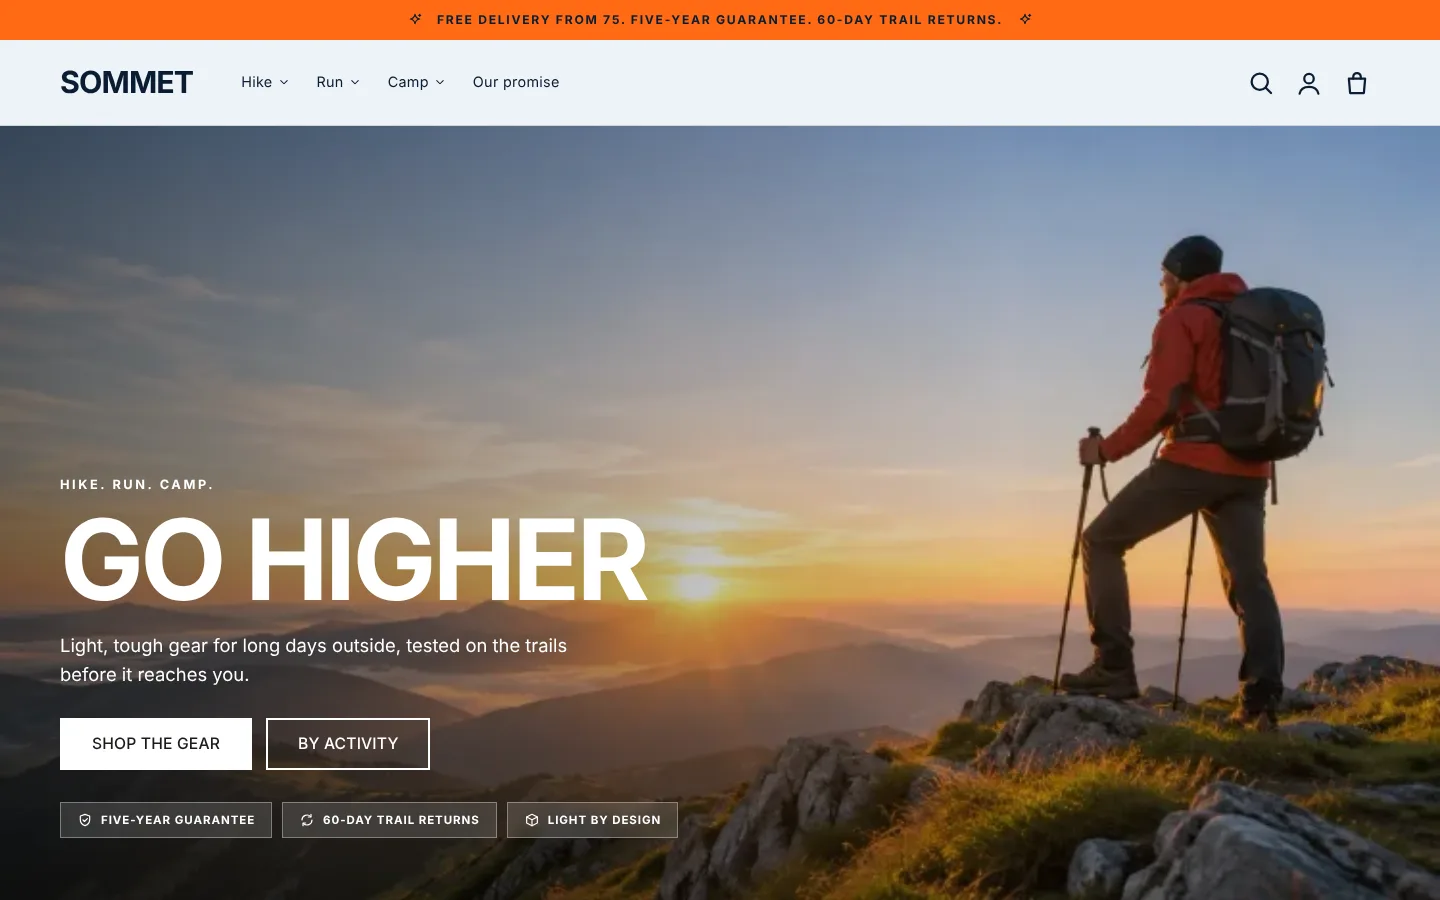 FREE DELIVERY FROM 75. FIVE-YEAR GUARANTEE. 60-DAY TRAIL RETURNS.
SOMMET
Hike
Run
Camp
Our promise
HIKE. RUN. CAMP.
GO HIGHER
Light, tough gear for long days outside, tested on the trails
before it reaches you.
SHOP THE GEAR
BY ACTIVITY
FIVE-YEAR GUARANTEE
60-DAY TRAIL RETURNS
LIGHT BY DESIGN